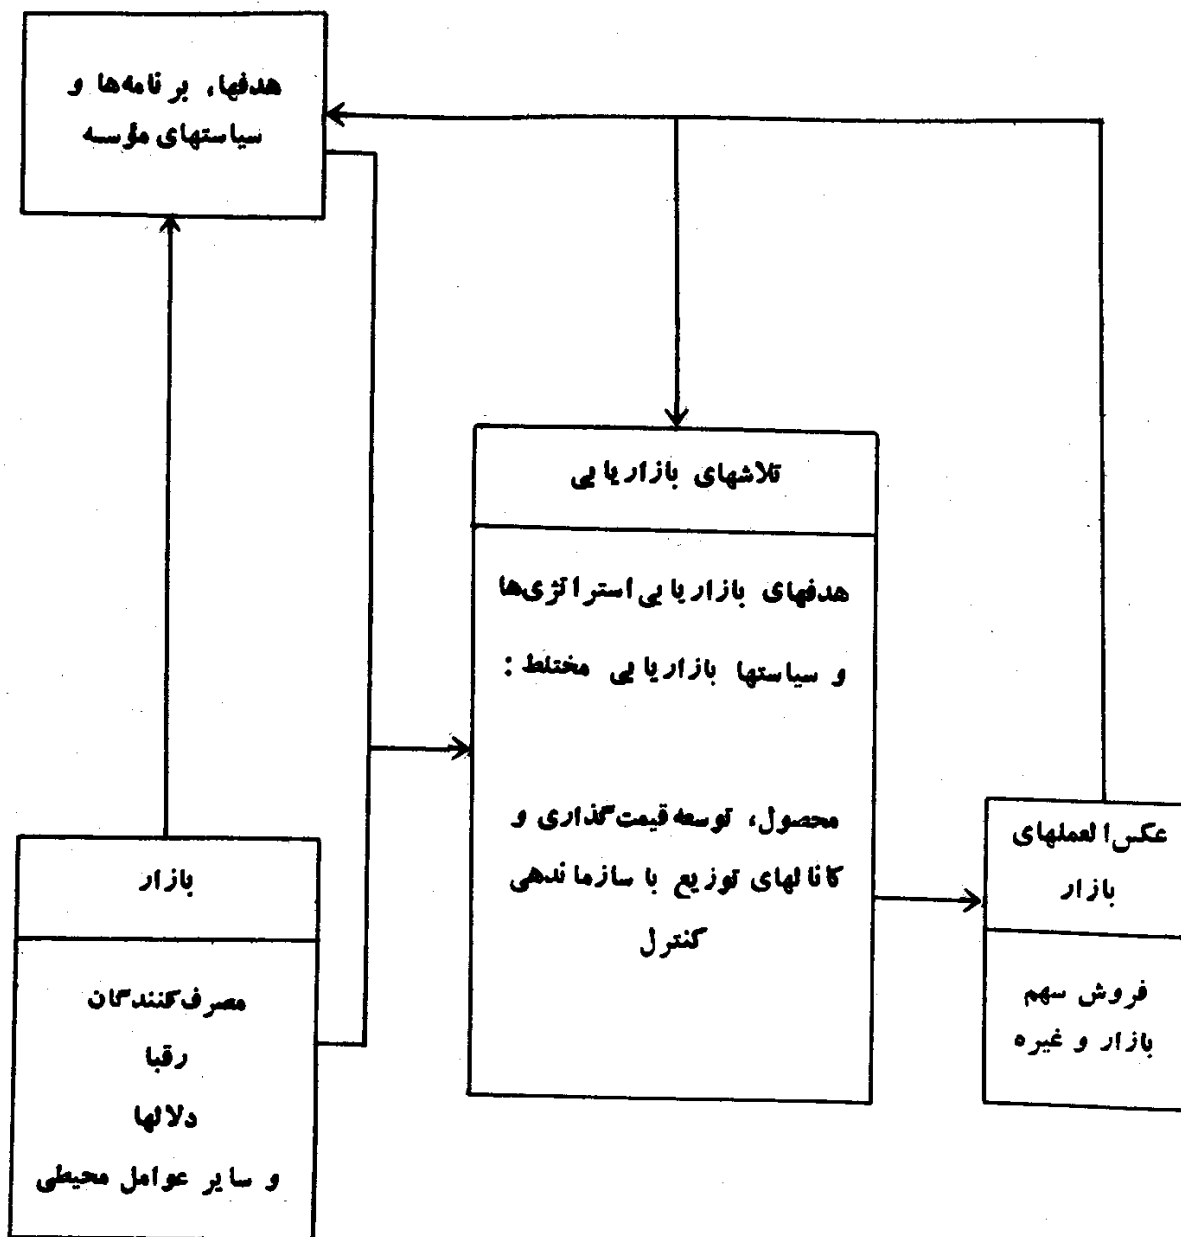 هدفها، برنامه‌ها و
سیاستهای مؤسسه
تلاشهای بازاریابی
هدفهای بازاریابی استراتژی‌ها
و سیاستها بازاریابی مختلط :
محصول، توسعه قیمت‌گذاری و
کانالهای توزیع با سازماندهی
کنترل
عکس‌العملهای
بازار
فروش سهم
بازار و غیره
بازار
مصرف‌کنندگان
رقبا
دلالها
و سایر عوامل محیطی